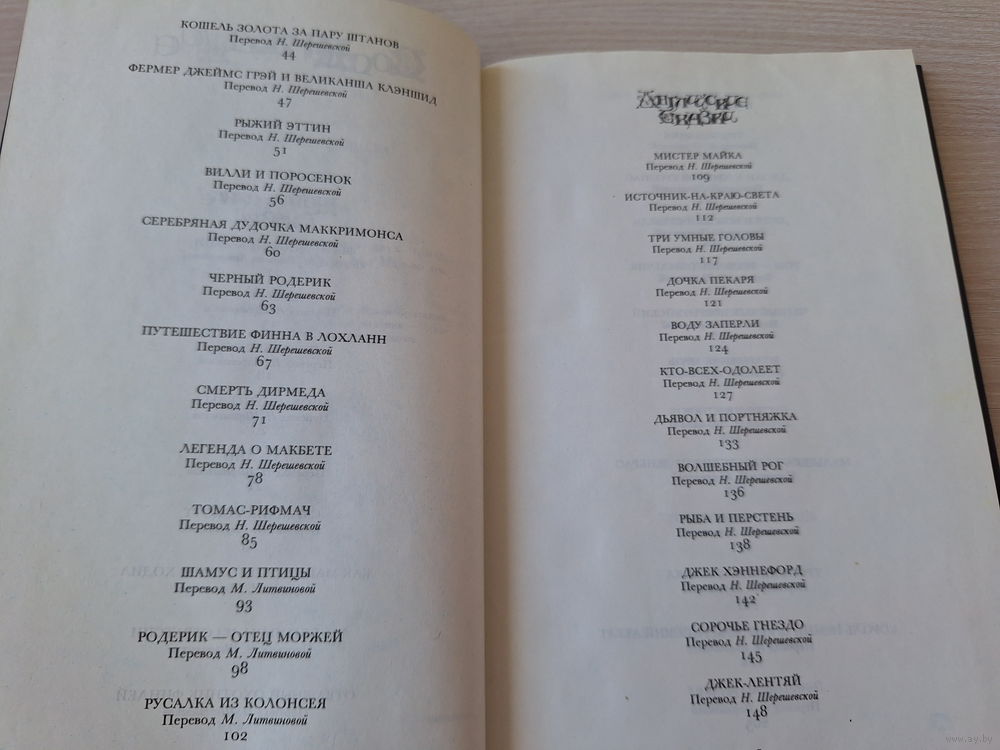 КОШЕЛЬ ЗОЛОТА ЗА ПАРУ ШТАНОВ
Перевод Н. Шерешевской
44
ФЕРМЕР ДЖЕЙМС ГРЭЙ И ВЕЛИКАНША КЛЭНШИД
Перевод Н. Шерешевской
47
РЫЖИЙ ЭТТИН
Перевод Н. Шерешевской
51
ВИЛЛИ И ПОРОСЕНОК
Перевод Н. Шерешевской
56
СЕРЕБРЯНАЯ ДУДОЧКА МАККРИМОНСА
Перевод Н. Шерешевской
60
ЧЕРНЫЙ РОДЕРИК
Перевод Н. Шерешевской
63
ПУТЕШЕСТВИЕ ФИННА В ЛОХЛАНН
Перевод Н. Шерешевской
67
СМЕРТЬ ДИРМЕДА
Перевод Н. Шерешевской
71
ЛЕГЕНДА О МАКБЕТЕ
Перевод Н. Шерешевской
78
ТОМАС-РИФМАЧ
Перевод Н. Шерешевской
85
ШАМУС И ПТИЦЫ
Перевод М. Литвиновой
93
РОДЕРИК — ОТЕЦ МОРЖЕЙ
Перевод М. Литвиновой
98
РУСАЛКА ИЗ КОЛОНСЕЯ
Перевод М. Литвиновой
102
Английские
сказки
МИСТЕР МАЙКА
Перевод Н. Шерешевской
109
ИСТОЧНИК-НА-КРАЮ-СВЕТА
Перевод Н. Шерешевской
112
ТРИ УМНЫЕ ГОЛОВЫ
Перевод Н. Шерешевской
117
ДОЧКА ПЕКАРЯ
Перевод Н. Шерешевской
121
ВОДУ ЗАПЕРЛИ
Перевод Н. Шерешевской
124
КТО-ВСЕХ-ОДОЛЕЕТ
Перевод Н. Шерешевской
127
ДЬЯВОЛ И ПОРТНЯЖКА
Перевод Н. Шерешевской
133
ВОЛШЕБНЫЙ РОГ
Перевод Н. Шерешевской
136
РЫБА И ПЕРСТЕНЬ
Перевод Н. Шерешевской
138
ДЖЕК ХЭННЕФОРД
Перевод Н. Шерешевской
142
СОРОЧЬЕ ГНЕЗДО
Перевод Н. Шерешевской
145
ДЖЕК-ЛЕНТЯЙ
Перевод Н. Шерешевской
148
www.ay.by